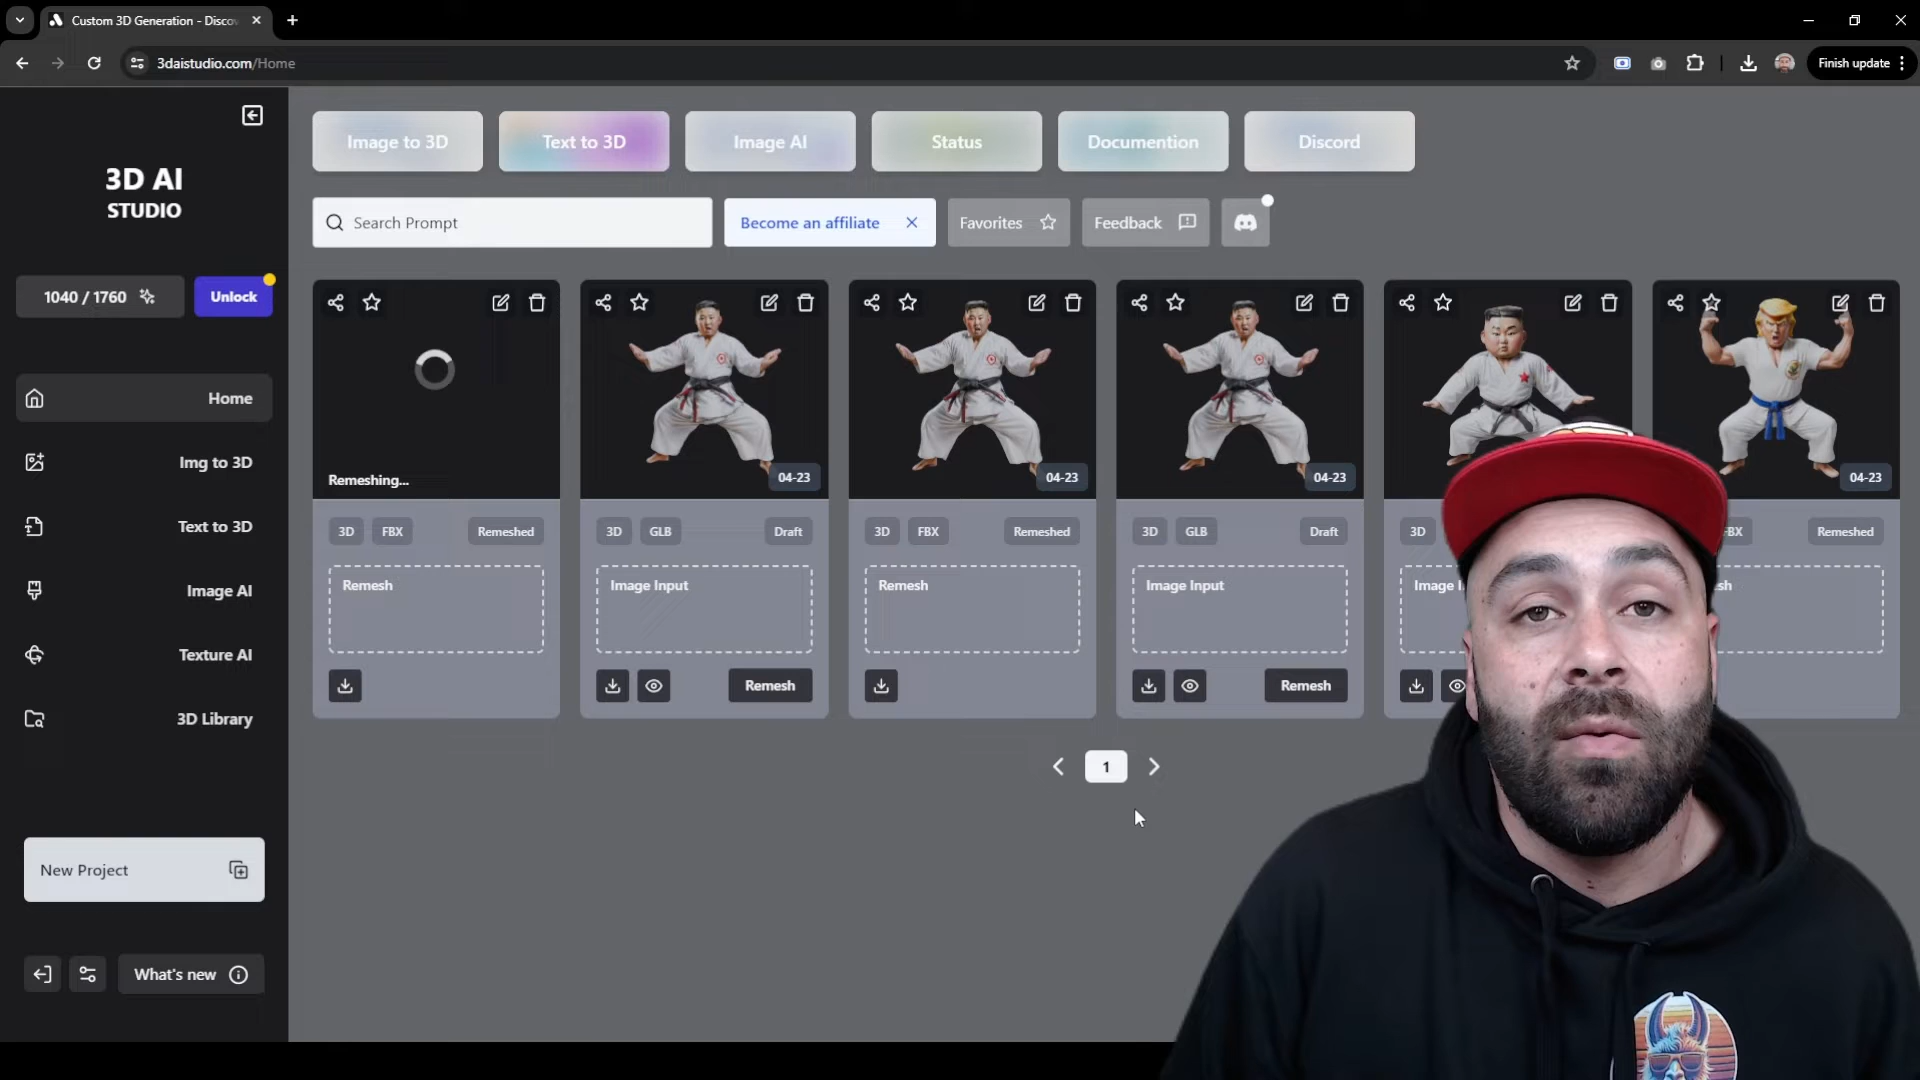 Custom 3D Generation - Disco
3daistudio.com/Home
Finish update
3D AI
STUDIO
1040 / 1760
Unlock
Home
Img to 3D
Text to 3D
Image AI
Texture AI
3D Library
New Project
What's new
Image to 3D
Text to 3D
Image AI
Status
Documention
Discord
Search Prompt
Become an affiliate
Favorites
Feedback
Remeshing...
04-23
04-23
04-23
04-23
3D
FBX
Remeshed
3D
GLB
Draft
3D
FBX
Remeshed
3D
GLB
Draft
3D
FBX
Remeshed
Remesh
Image Input
Remesh
Image Input
Image I
sh
Remesh
Remesh
1